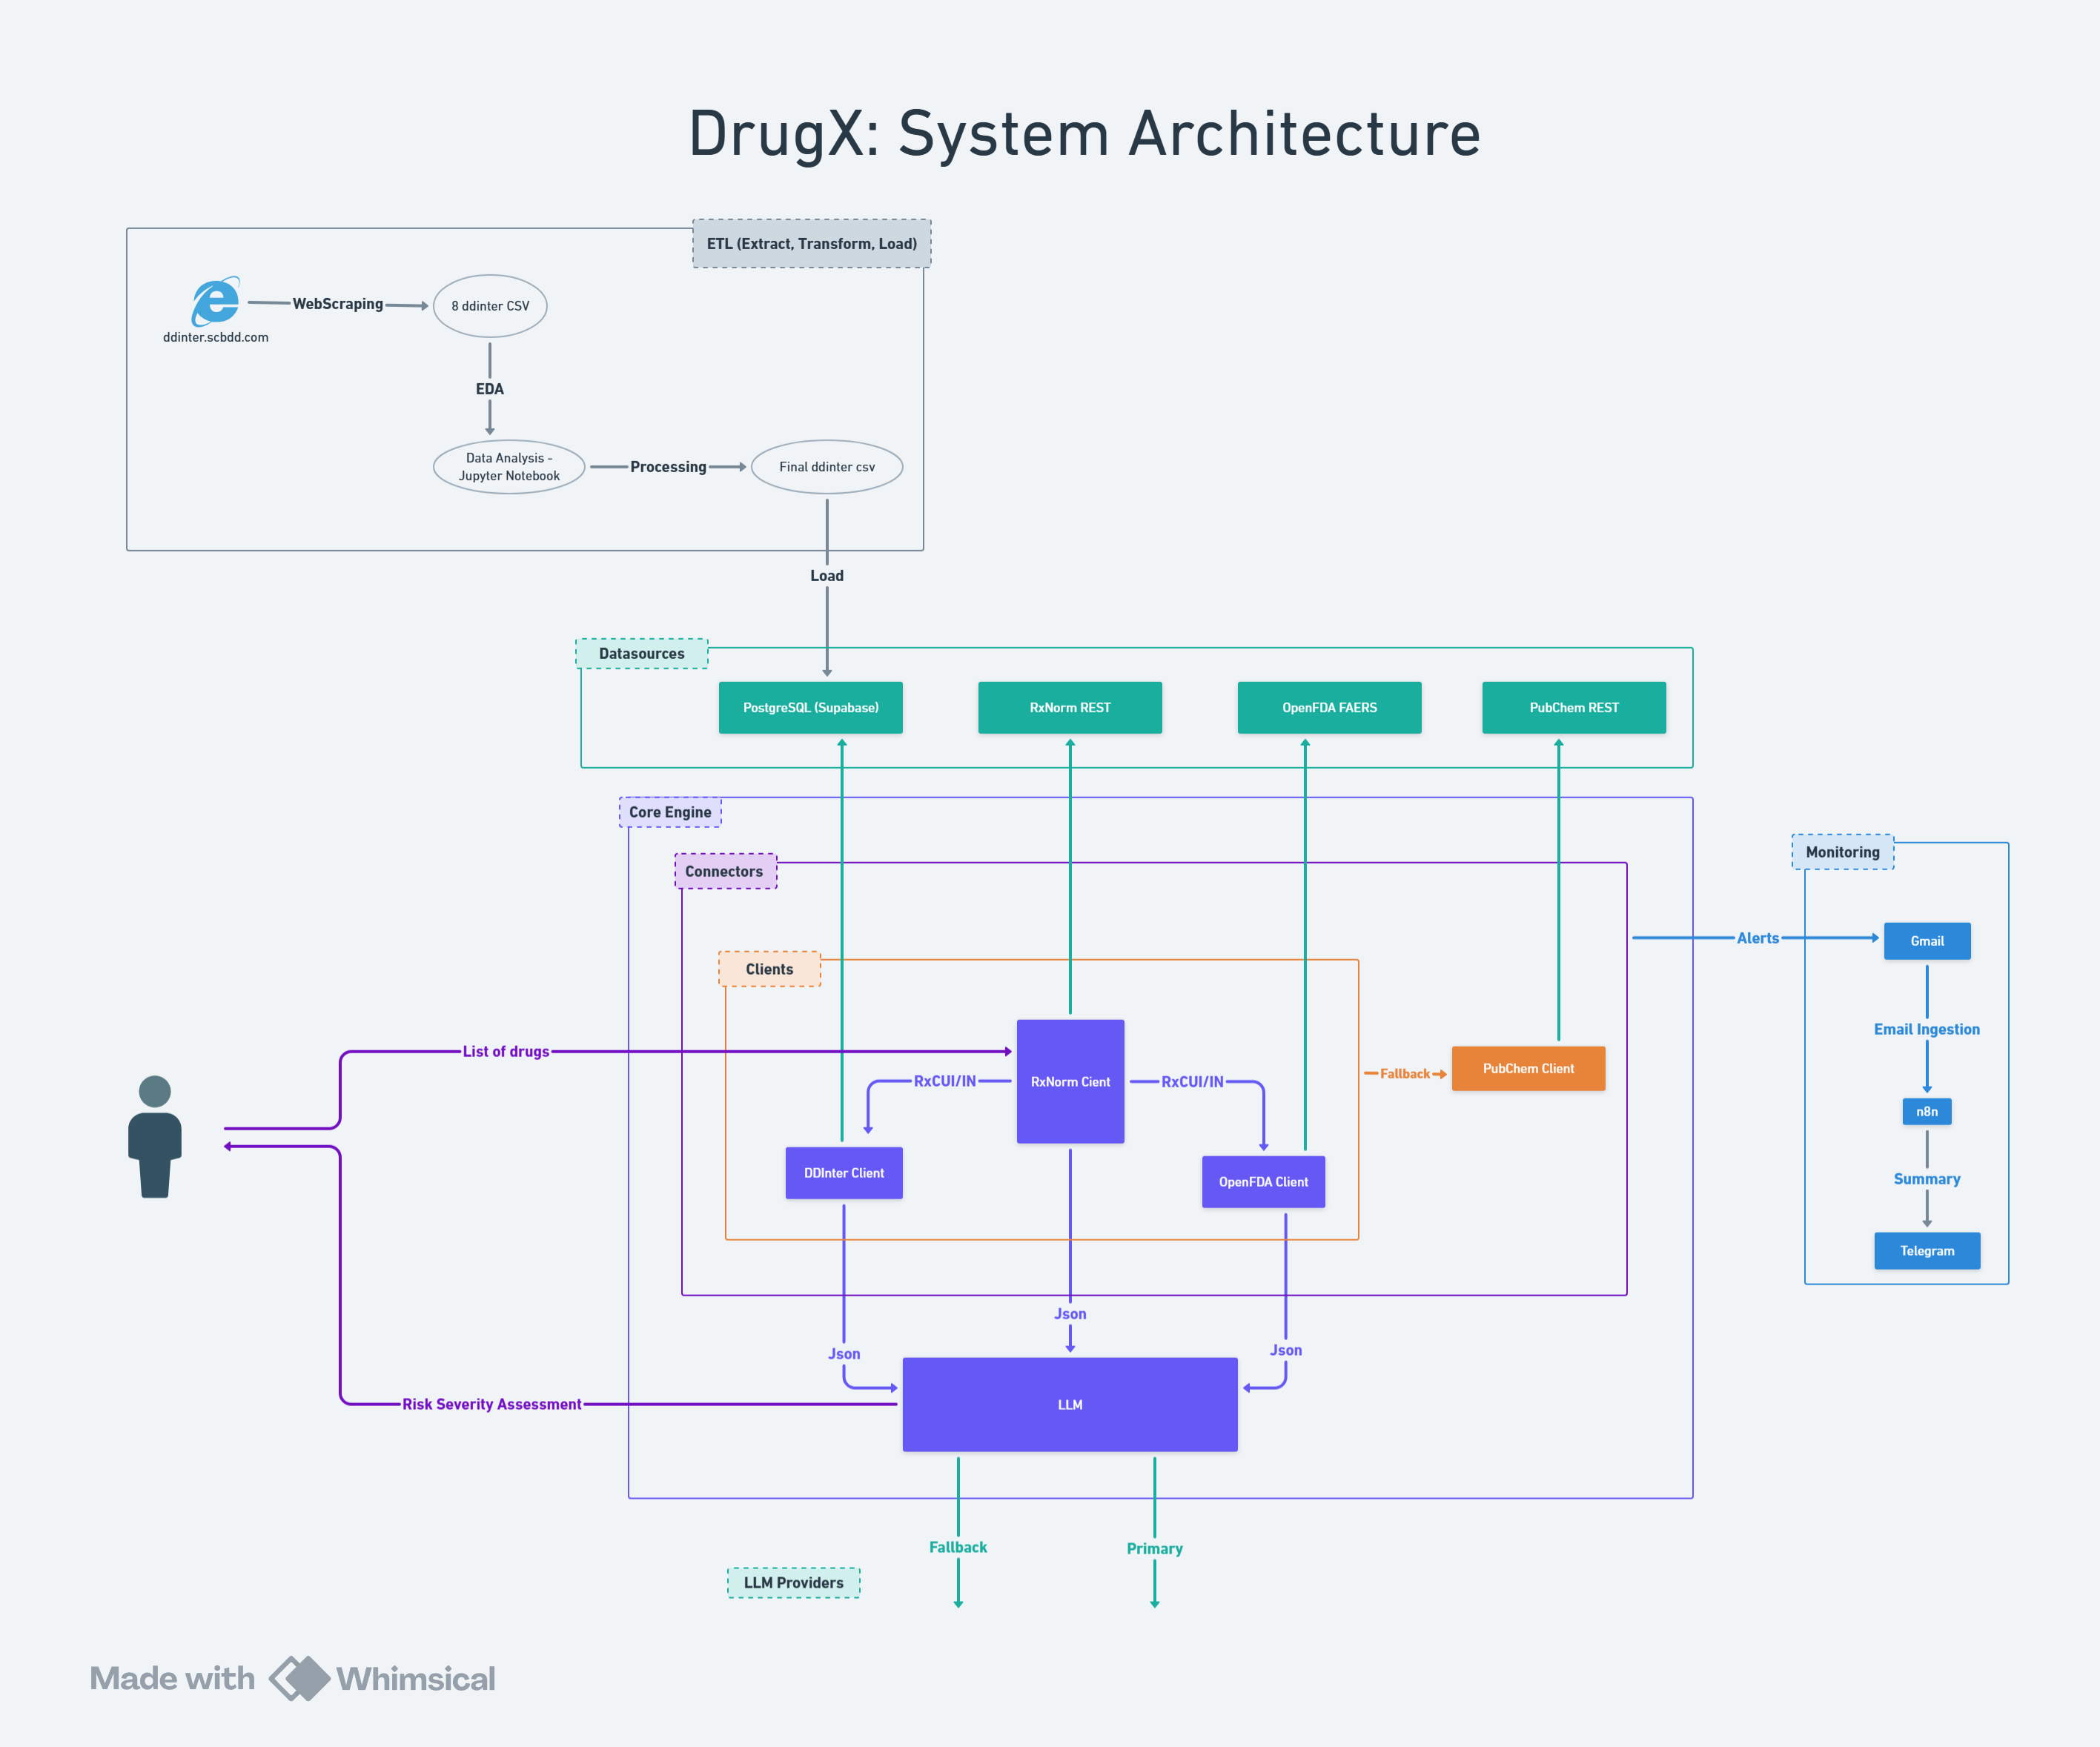 DrugX: System Architecture
ETL (Extract, Transform, Load)
WebScraping
8 ddinter CSV
ddinter.scbdd.com
EDA
Data Analysis -
Jupyter Notebook
Processing
Final ddinter csv
Load
Datasources
PostgreSQL (Supabase)
RxNorm REST
OpenFDA FAERS
PubChem REST
Core Engine
Connectors
Monitoring
Alerts
Gmail
Clients
Email Ingestion
List of drugs
RxCUI/IN
RxNorm Cient
RxCUI/IN
Fallback
PubChem Client
n8n
DDInter Client
OpenFDA Client
Summary
Telegram
Json
Json
Json
Risk Severity Assessment
LLM
Fallback
Primary
LLM Providers
Made with Whimsical